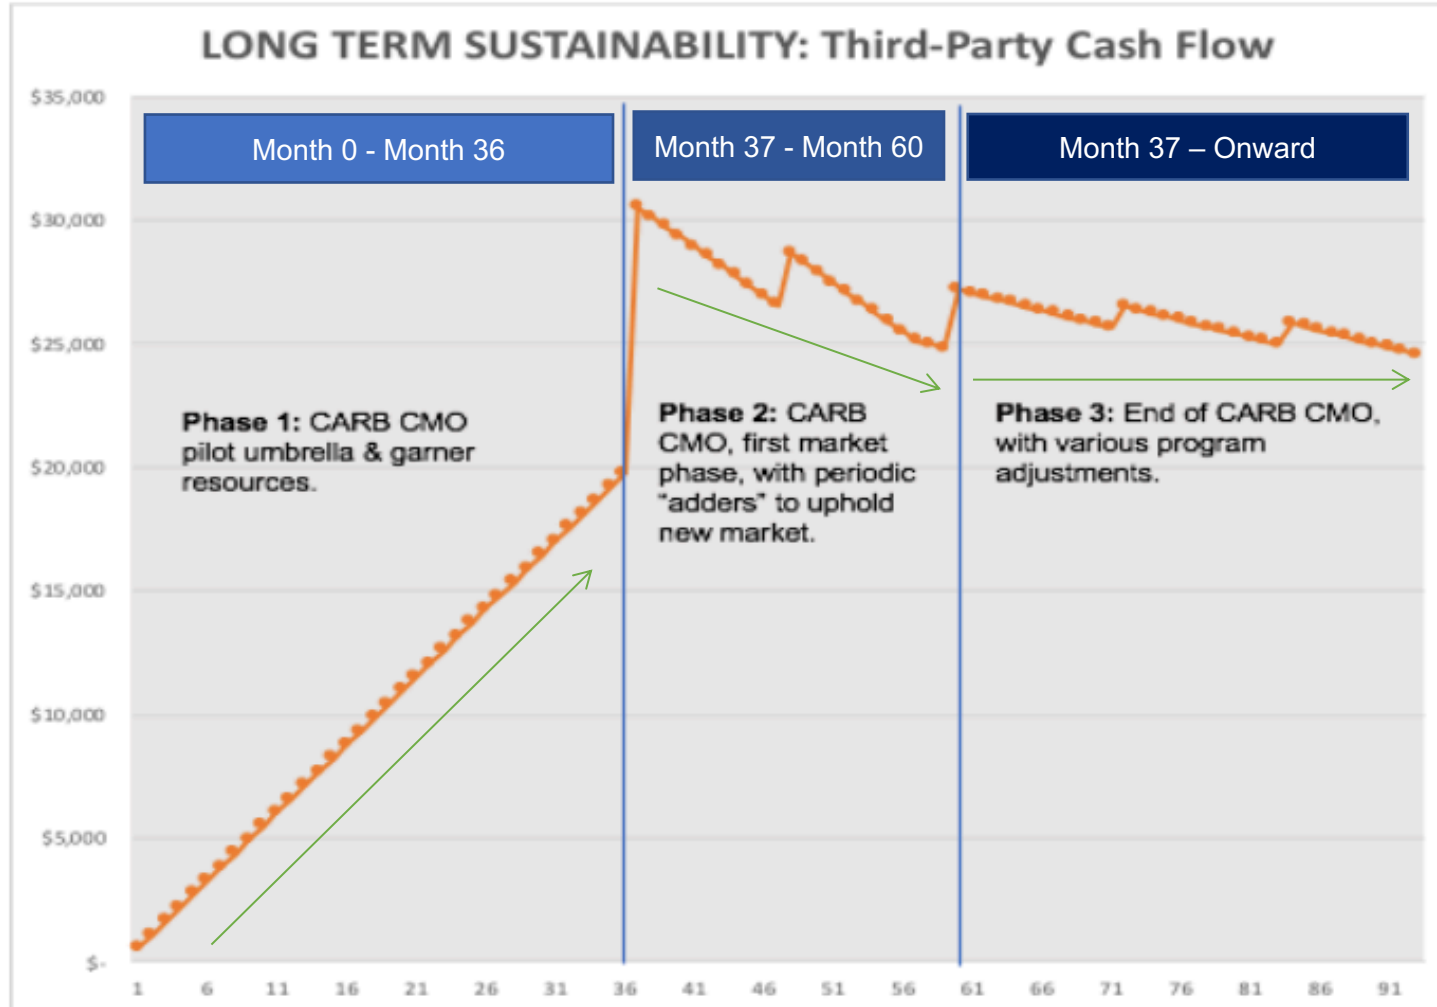 LONG TERM SUSTAINABILITY: Third-Party Cash Flow
$35,000
Month 0 - Month 36
Month 37 - Month 60
Month 37 – Onward
$30,000
$25,000
Phase 1: CARB CMO
pilot umbrella & garner
resources.
Phase 2: CARB
CMO, first market
phase, with periodic
"adders" to uphold
new market.
Phase 3: End of CARB CMO,
with various program
adjustments.
$20,000
$15,000
$10,000
$5,000
$-
1 6 11 16 21 26 31 36 41 46 51 56 61 66 71 76 81 86 91